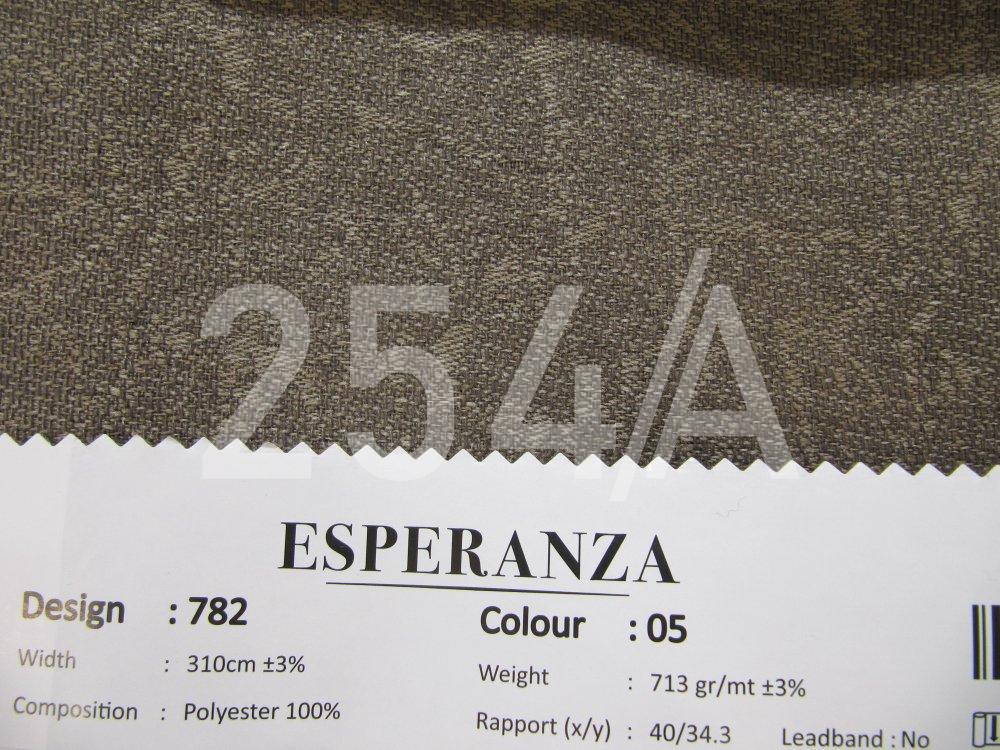 254/A
ESPERANZA
Design : 782 Colour : 05
Width : 310cm ±3% Weight : 713 gr/mt ±3%
Composition : Polyester 100% Rapport (x/y) : 40/34.3 Leadband : No